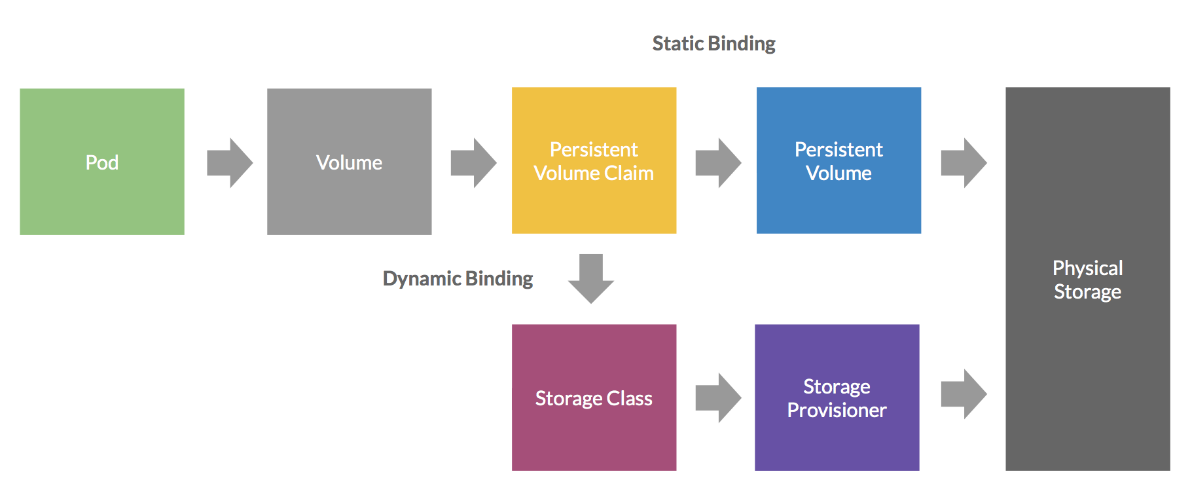 Static Binding
Pod
Volume
Persistent
Volume Claim
Persistent
Volume
Physical
Storage
Dynamic Binding
Storage Class
Storage
Provisioner